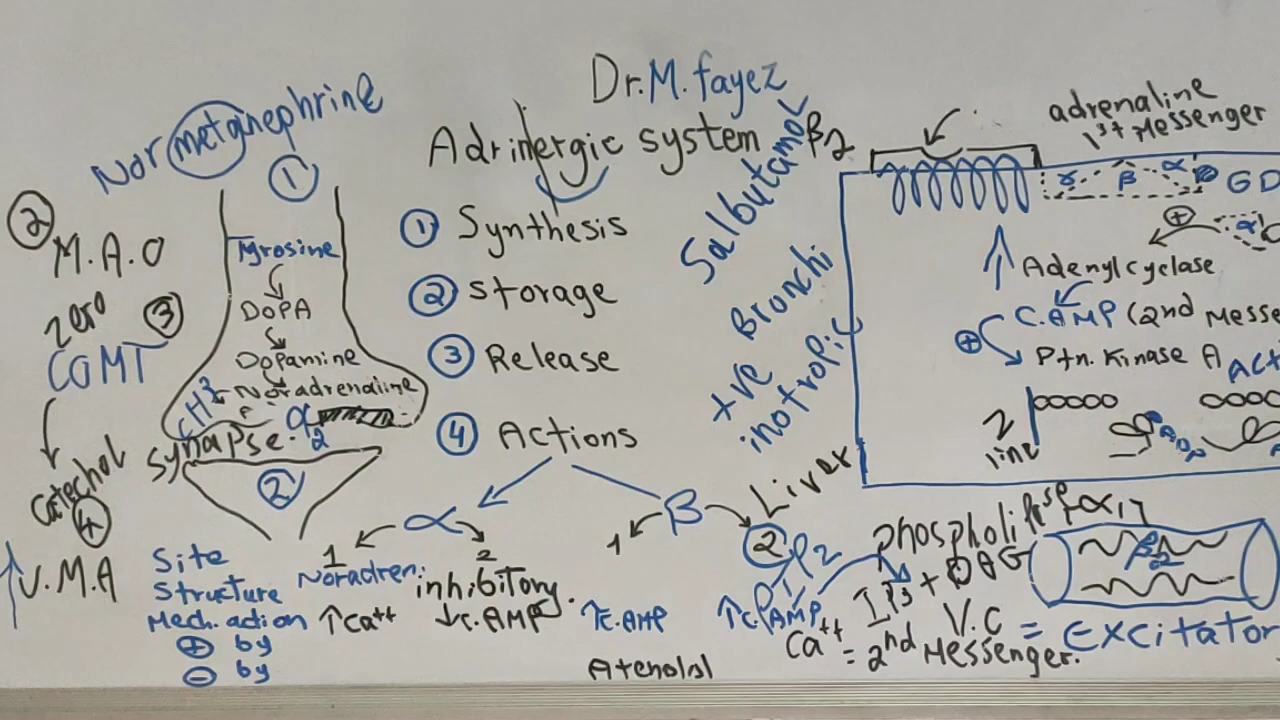 Dr.M.fayez
Adrinergic system
① Synthesis
② Storage
③ Release
④ Actions
α
1
Noradren.
↑Ca++
2
inhibitory.
↓C.AMP
β
1
↑C.AMP
Atenolol
②
Liver
β2
↑C.AMP
Ca++ = 2nd Messenger.
Normetanephrine
①
② M.A.O
zero ③
COMT
Catechol
④
↑V.M.A
Tyrosine
DOPA
Dopamine
CH3
Noradrenaline
α2
Synapse.
②
Site
Structure
Mech. action
⊕ by
⊖ by
Salbutamol β2
Bronchi
+ve inotropic
adrenaline
1st Messenger
γ β α
GD
⊕
α
↑ Adenylcyclase
C.AMP (2nd Messe
⊕ Ptn. Kinase A
ACT
Z line
ADP
phospholi
α1
IP3 + DAG
β2
V.C = Excitator